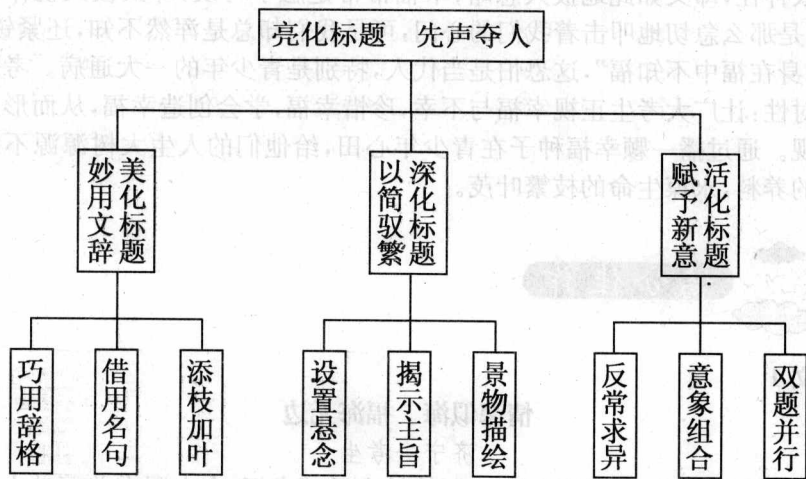 亮化标题 先声夺人
美化标题
妙用文辞
深化标题
以简驭繁
活化标题
赋予新意
巧用辞格
借用名句
添枝加叶
设置悬念
揭示主旨
景物描绘
反常求异
意象组合
双题并行